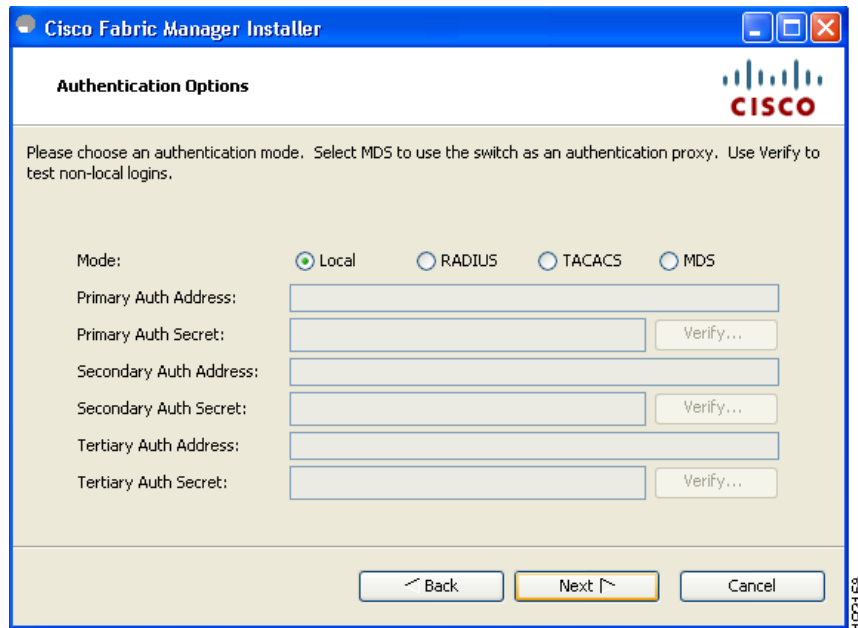 Cisco Fabric Manager Installer
Authentication Options
CISCO
Please choose an authentication mode. Select MDS to use the switch as an authentication proxy. Use Verify to
test non-local logins.
Mode: Local RADIUS TACACS MDS
Primary Auth Address:
Primary Auth Secret: Verify...
Secondary Auth Address:
Secondary Auth Secret: Verify...
Tertiary Auth Address:
Tertiary Auth Secret: Verify...
Back Next Cancel